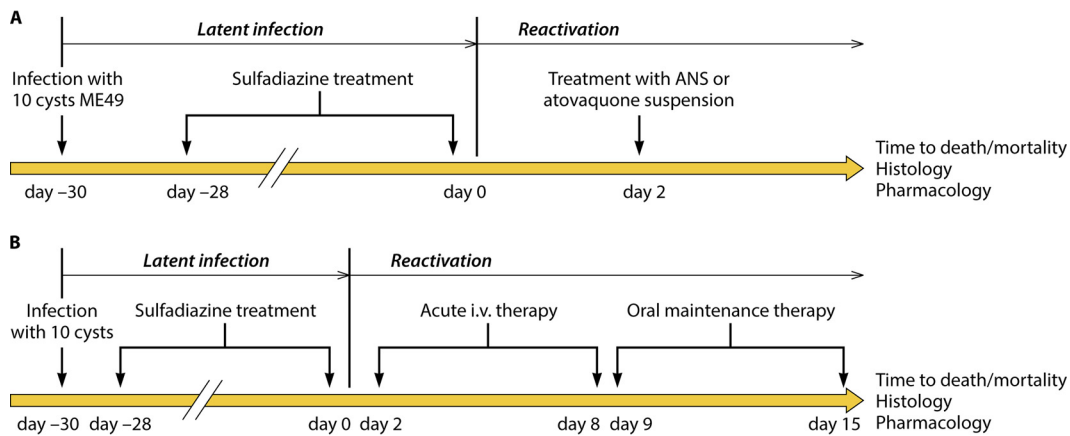 A
Latent infection
Reactivation
Infection with
10 cysts ME49
Sulfadiazine treatment
Treatment with ANS or
atovaquone suspension
Time to death/mortality
Histology
Pharmacology
day –30
day –28
day 0
day 2
B
Latent infection
Reactivation
Infection
with 10 cysts
Sulfadiazine treatment
Acute i.v. therapy
Oral maintenance therapy
Time to death/mortality
Histology
Pharmacology
day –30
day –28
day 0
day 2
day 8
day 9
day 15